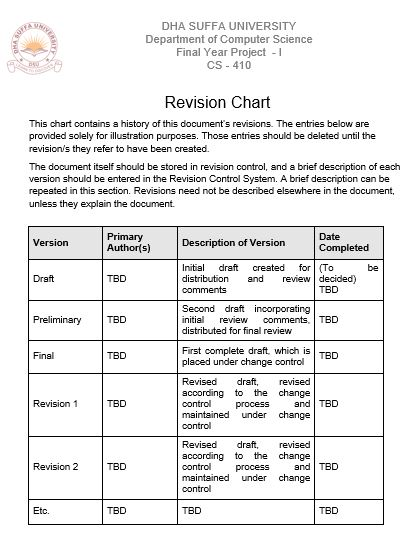 DHA SUFFA UNIVERSITY
DHA SUFFA UNIVERSITY
Department of Computer Science
Final Year Project - I
CS - 410
DSU
Revision Chart
This chart contains a history of this document's revisions. The entries below are
provided solely for illustration purposes. Those entries should be deleted until the
revision/s they refer to have been created.
The document itself should be stored in revision control, and a brief description of each
version should be entered in the Revision Control System. A brief description can be
repeated in this section. Revisions need not be described elsewhere in the document,
unless they explain the document.
Version
Primary
Author(s)
Description of Version
Date
Completed
Draft
TBD
Initial draft created for
distribution and review
comments
(To be
decided)
TBD
Preliminary
TBD
Second draft incorporating
initial review comments,
distributed for final review
TBD
Final
TBD
First complete draft, which is
placed under change control
TBD
Revision 1
TBD
Revised draft, revised
according to the change
control process and
maintained under change
control
TBD
Revision 2
TBD
Revised draft, revised
according to the change
control process and
maintained under change
control
TBD
Etc.
TBD
TBD
TBD